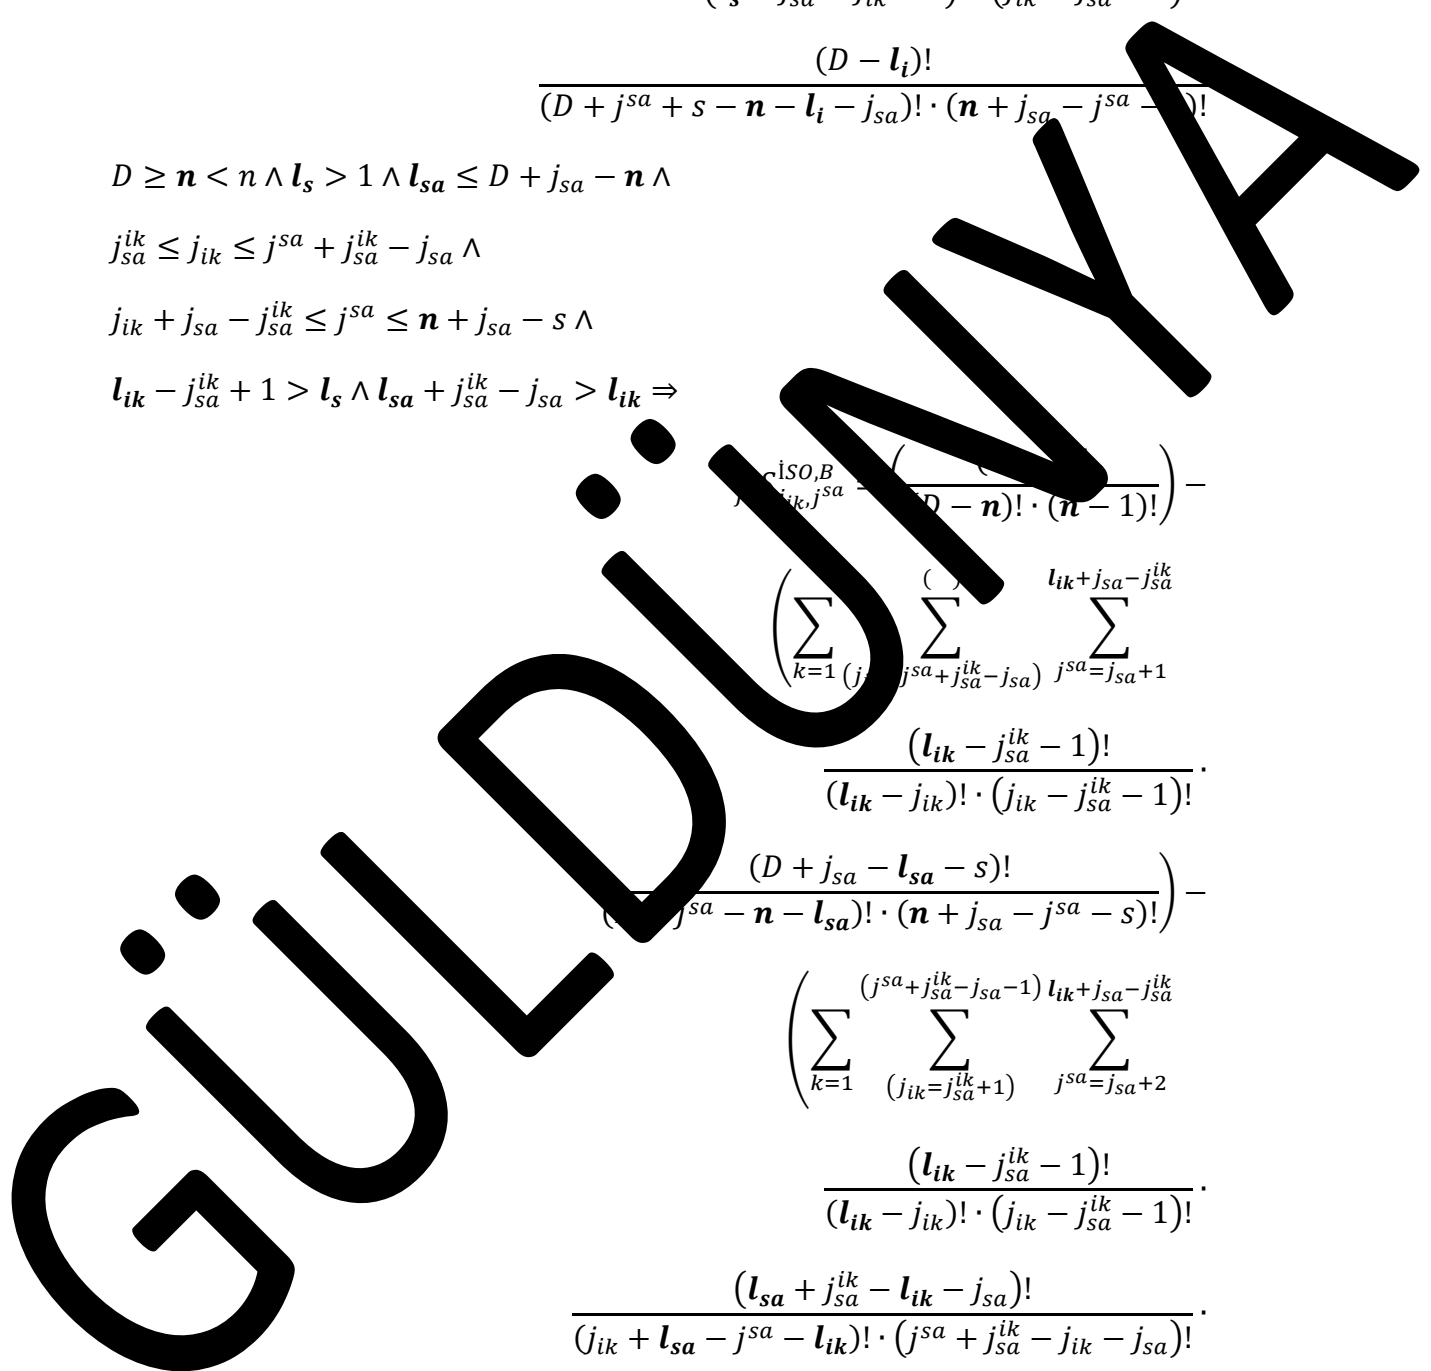 (D − l_i)!
(D + j^{sa} + s − n − l_i − j_{sa})! · (n + j_{sa} − j^{sa} − )!
D ≥ n < n ∧ l_s > 1 ∧ l_{sa} ≤ D + j_{sa} − n ∧
j_{sa}^{ik} ≤ j_{ik} ≤ j^{sa} + j_{sa}^{ik} − j_{sa} ∧
j_{ik} + j_{sa} − j_{sa}^{ik} ≤ j^{sa} ≤ n + j_{sa} − s ∧
l_{ik} − j_{sa}^{ik} + 1 > l_s ∧ l_{sa} + j_{sa}^{ik} − j_{sa} > l_{ik} ⇒
İSO,B
j^{sa}
(D − n)! · (n − 1)!) −
( ) l_{ik}+j_{sa}−j_{sa}^{ik}
(∑ ∑ ∑
k=1 j^{sa}+j_{sa}^{ik}−j_{sa}) j^{sa}=j_{sa}+1
(l_{ik} − j_{sa}^{ik} − 1)!
(l_{ik} − j_{ik})! · (j_{ik} − j_{sa}^{ik} − 1)! ·
(D + j_{sa} − l_{sa} − s)!
j^{sa} − n − l_{sa})! · (n + j_{sa} − j^{sa} − s)!) −
(j^{sa}+j_{sa}^{ik}−j_{sa}−1) l_{ik}+j_{sa}−j_{sa}^{ik}
(∑ ∑ ∑
k=1 (j_{ik}=j_{sa}^{ik}+1) j^{sa}=j_{sa}+2
(l_{ik} − j_{sa}^{ik} − 1)!
(l_{ik} − j_{ik})! · (j_{ik} − j_{sa}^{ik} − 1)! ·
(l_{sa} + j_{sa}^{ik} − l_{ik} − j_{sa})!
(j_{ik} + l_{sa} − j^{sa} − l_{ik})! · (j^{sa} + j_{sa}^{ik} − j_{ik} − j_{sa})! ·
GÜLDÜNYA